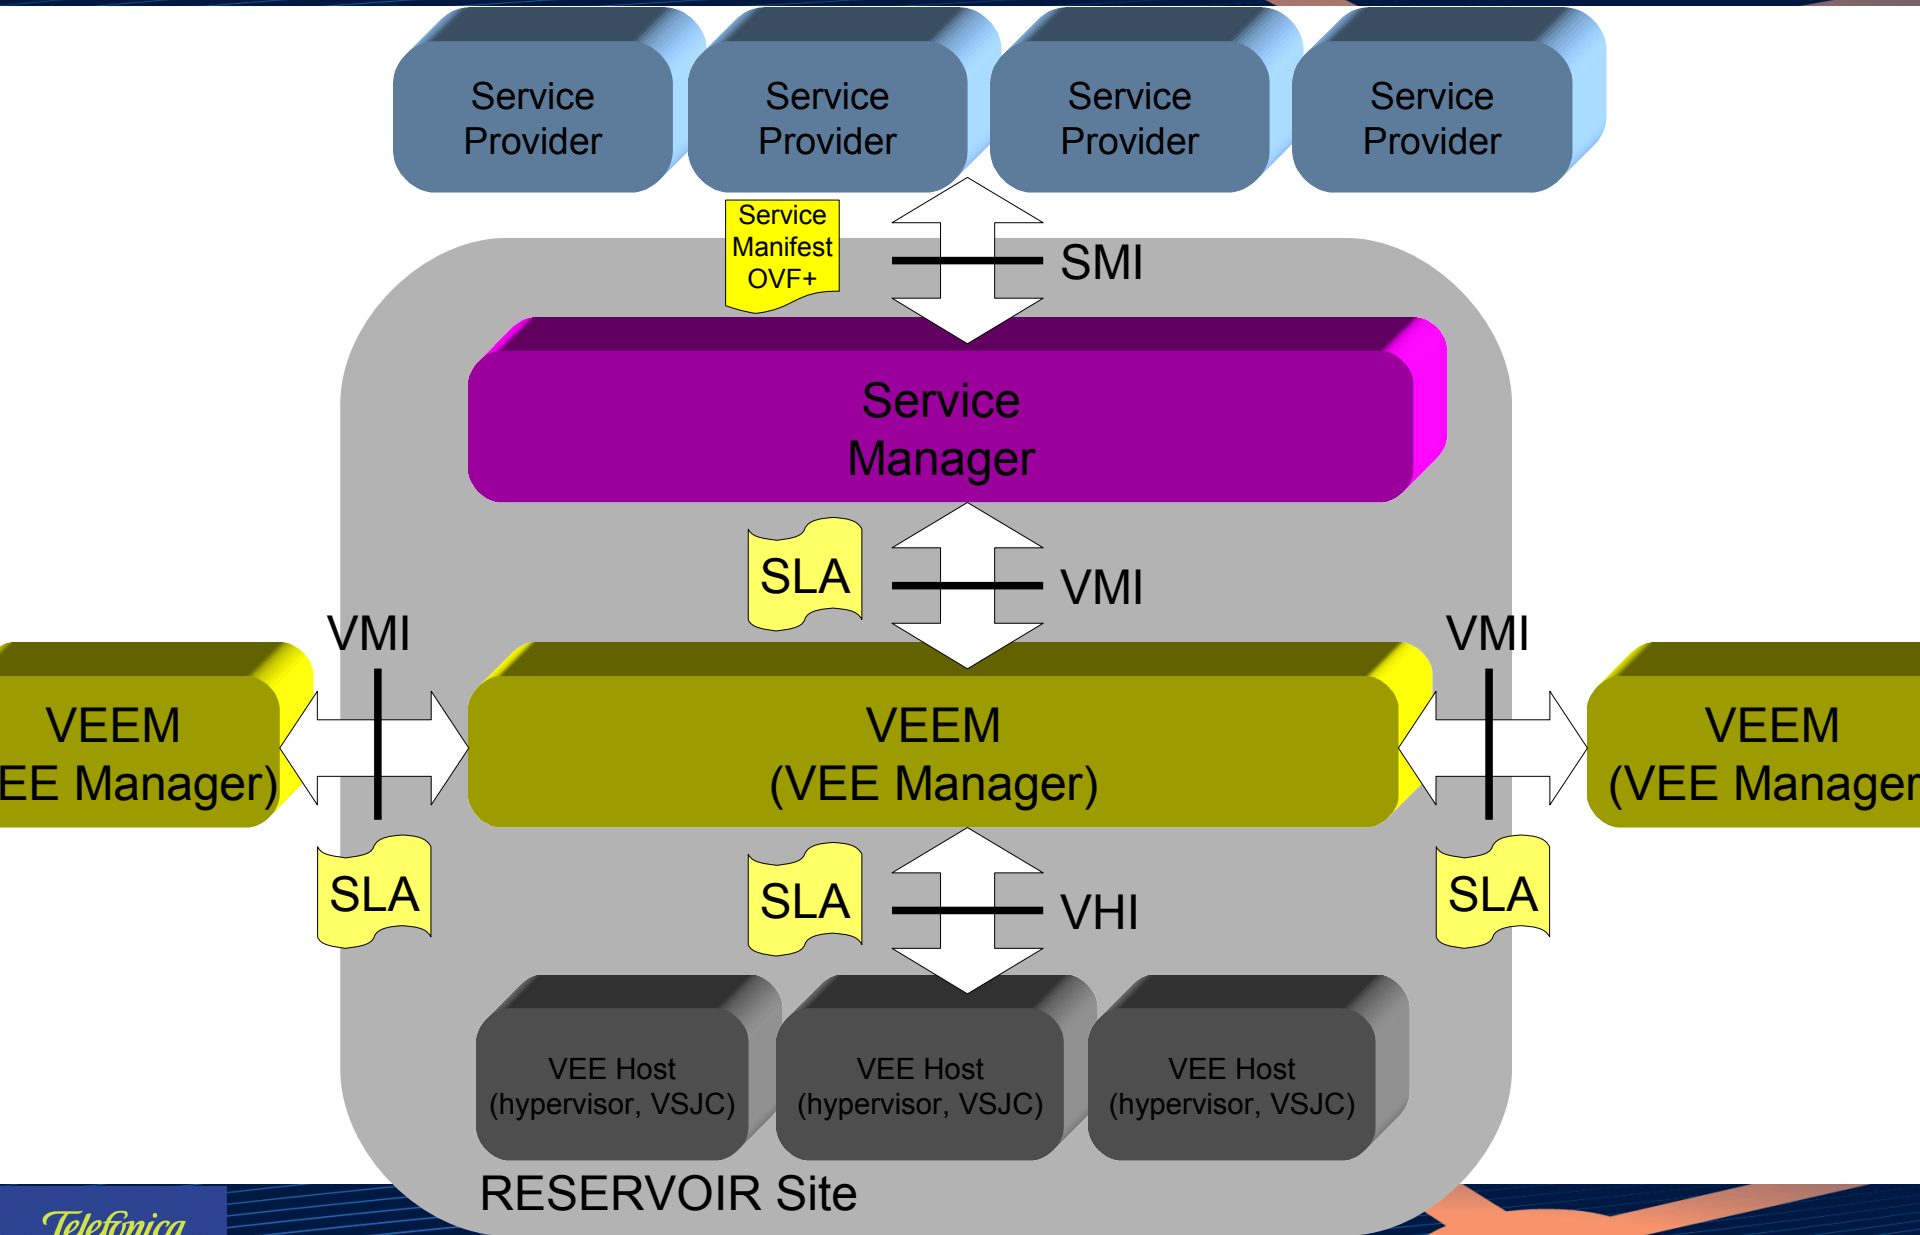 Service
Provider
Service
Provider
Service
Provider
Service
Provider
Service
Manifest
OVF+
SMI
Service
Manager
SLA
VMI
VMI
VMI
VEEM
EE Manager)
VEEM
(VEE Manager)
VEEM
(VEE Manager
SLA
SLA
VHI
SLA
VEE Host
(hypervisor, VSJC)
VEE Host
(hypervisor, VSJC)
VEE Host
(hypervisor, VSJC)
RESERVOIR Site
Telefónica